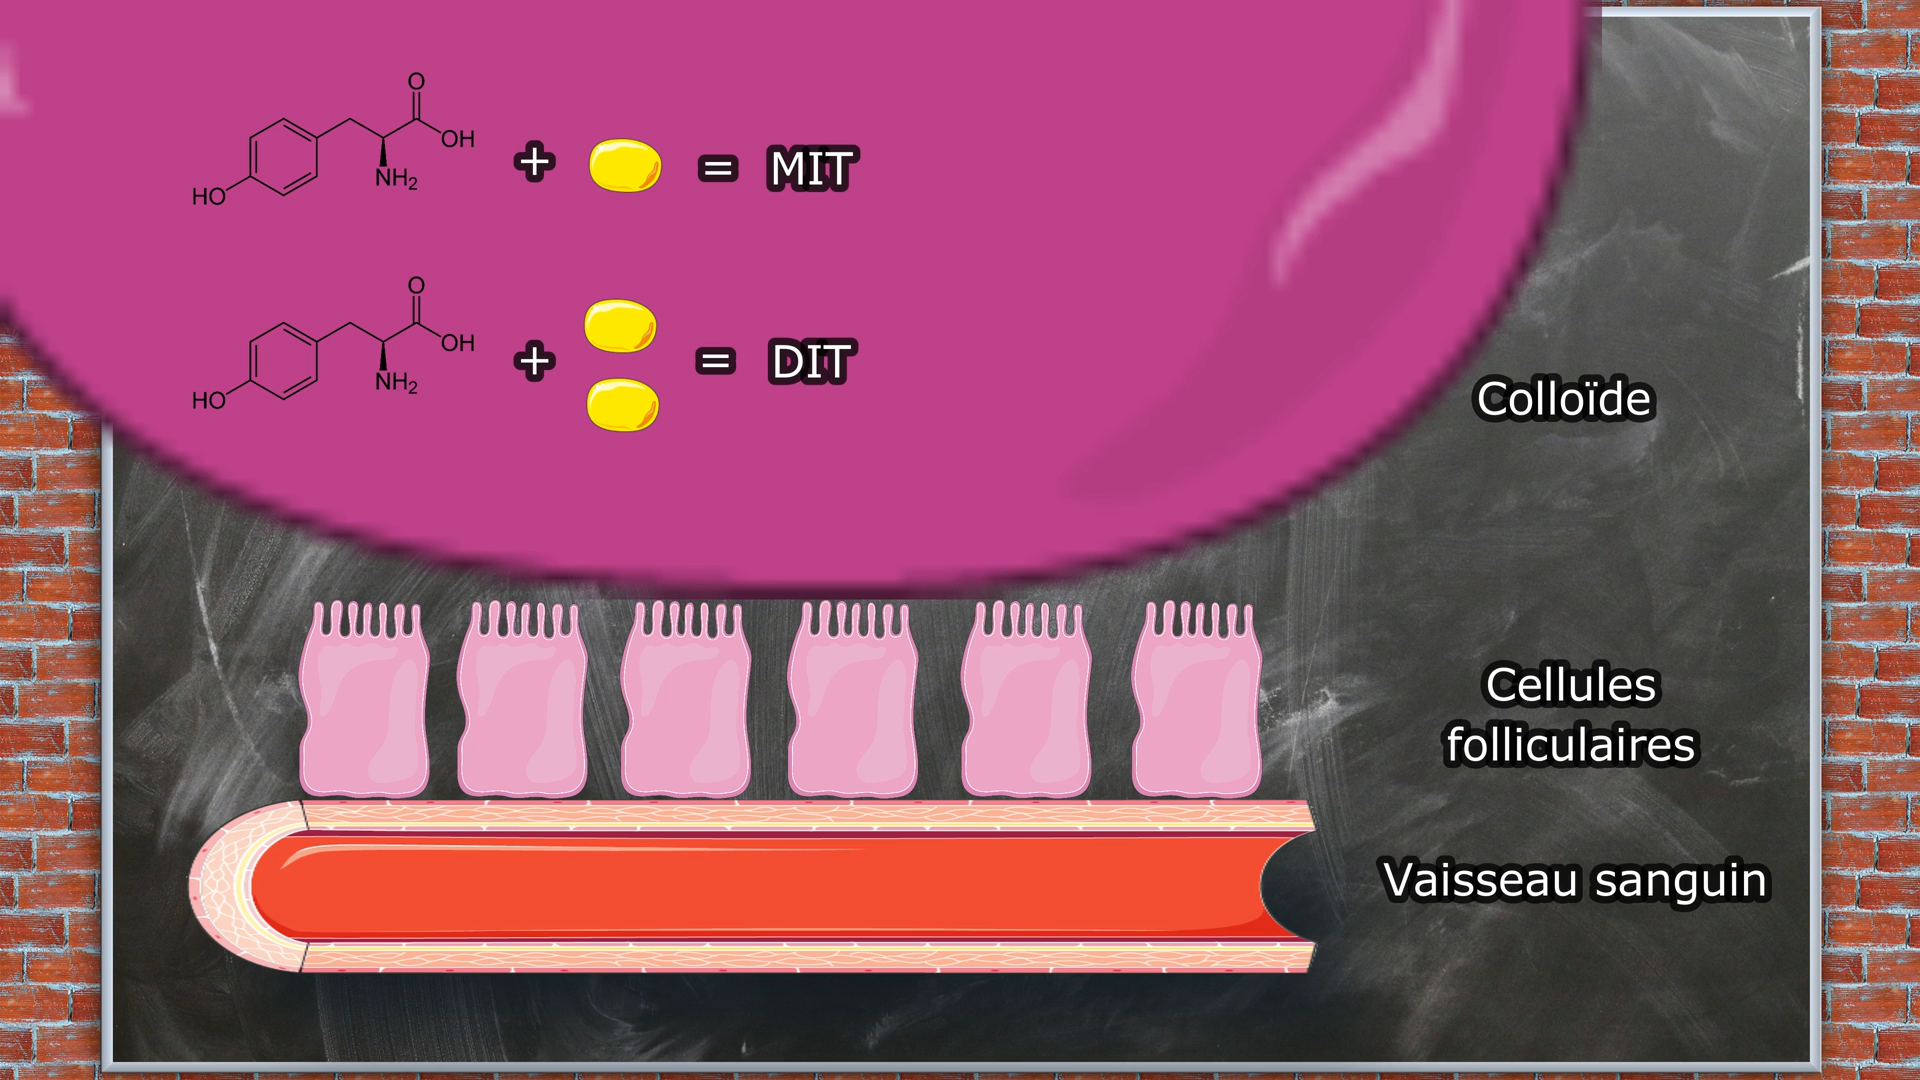 O
OH
NH2
HO
+ = MIT
O
OH
NH2
HO
+ = DIT
Colloïde
Cellules
folliculaires
Vaisseau sanguin